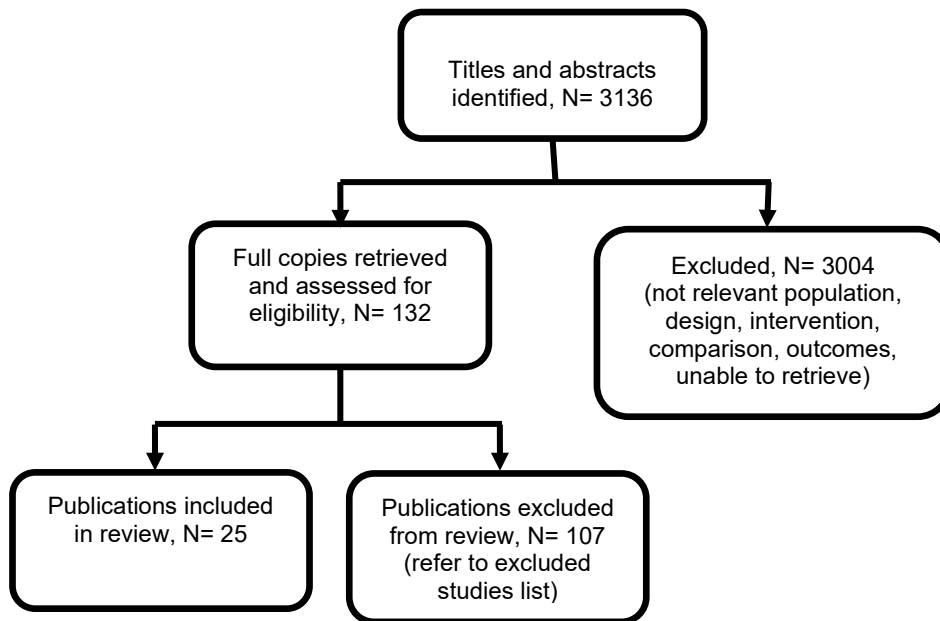 Titles and abstracts
identified, N= 3136
Full copies retrieved
and assessed for
eligibility, N= 132
Excluded, N= 3004
(not relevant population,
design, intervention,
comparison, outcomes,
unable to retrieve)
Publications included
in review, N= 25
Publications excluded
from review, N= 107
(refer to excluded
studies list)